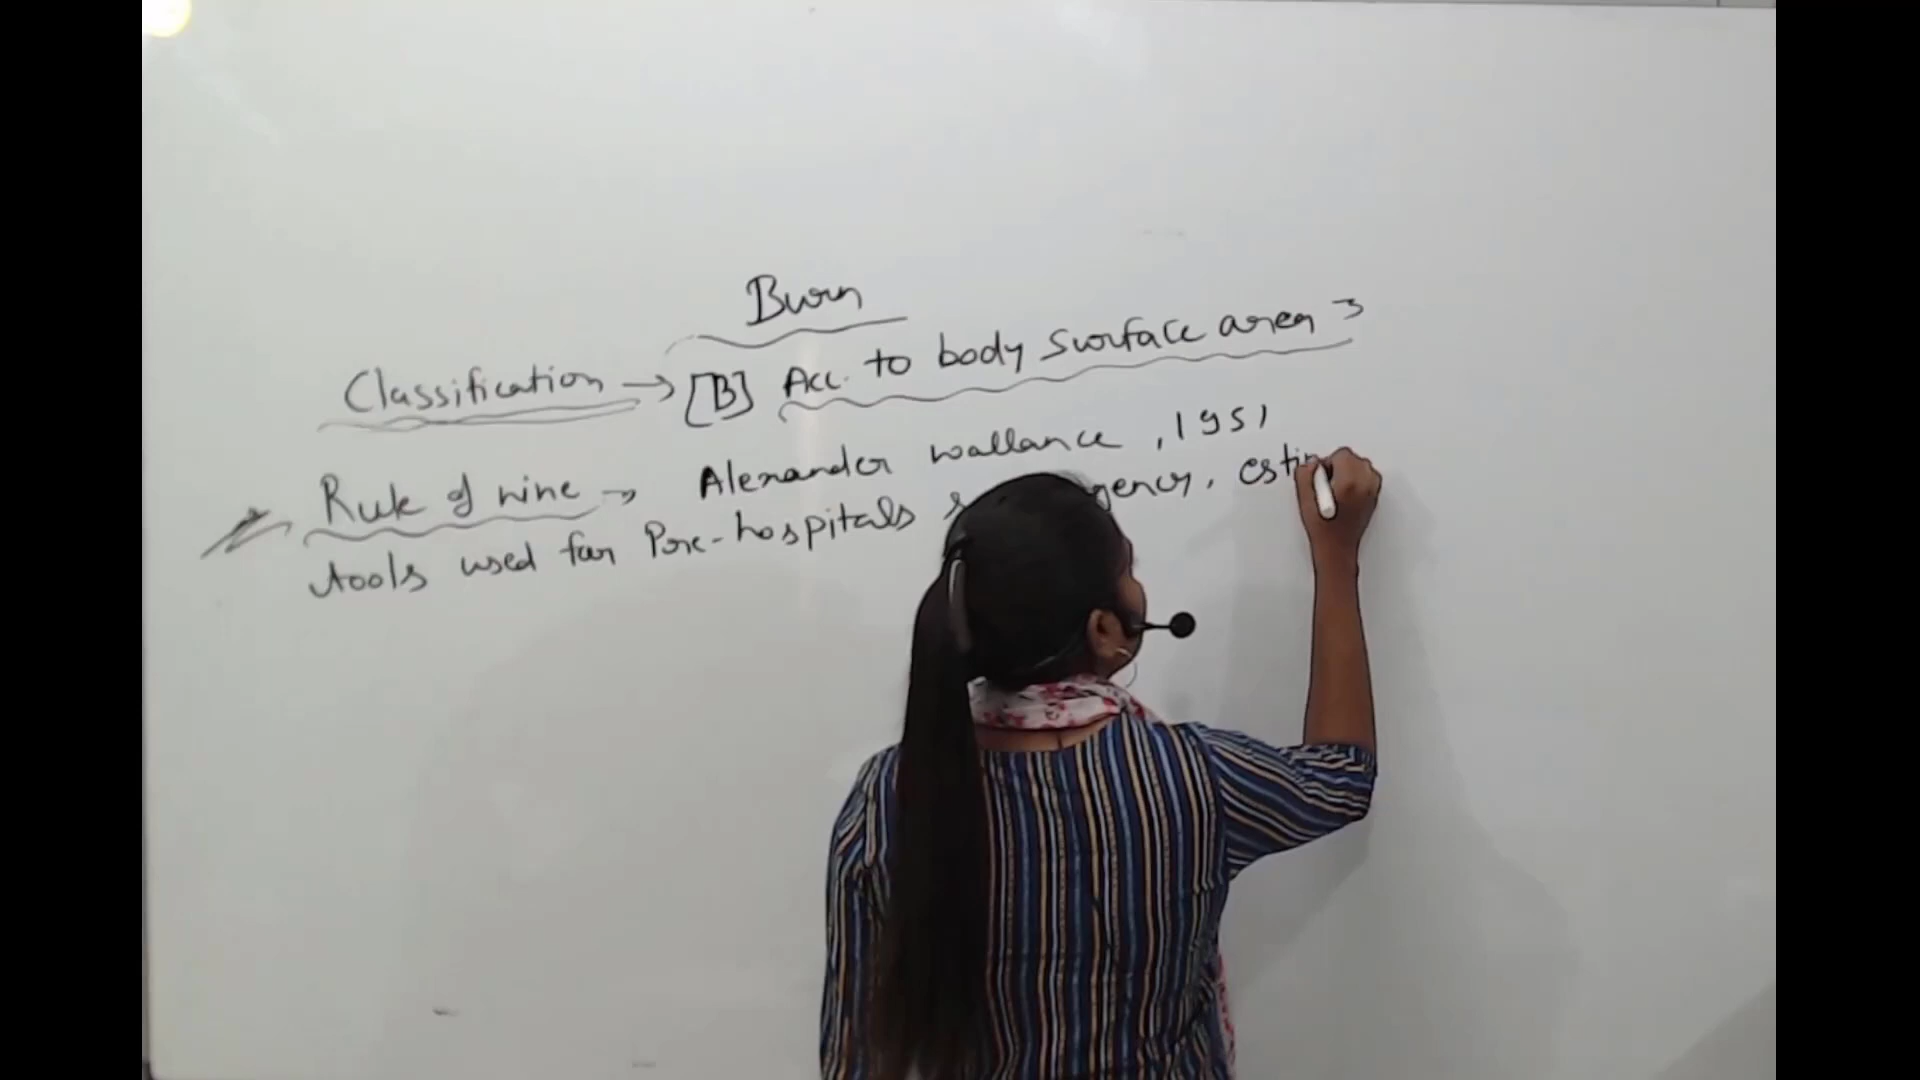 Burn
Classification → [B] Acc. to body surface area →
Rule of nine → Alexander wallance, 1951
tools used for Pre-hospitals & ,